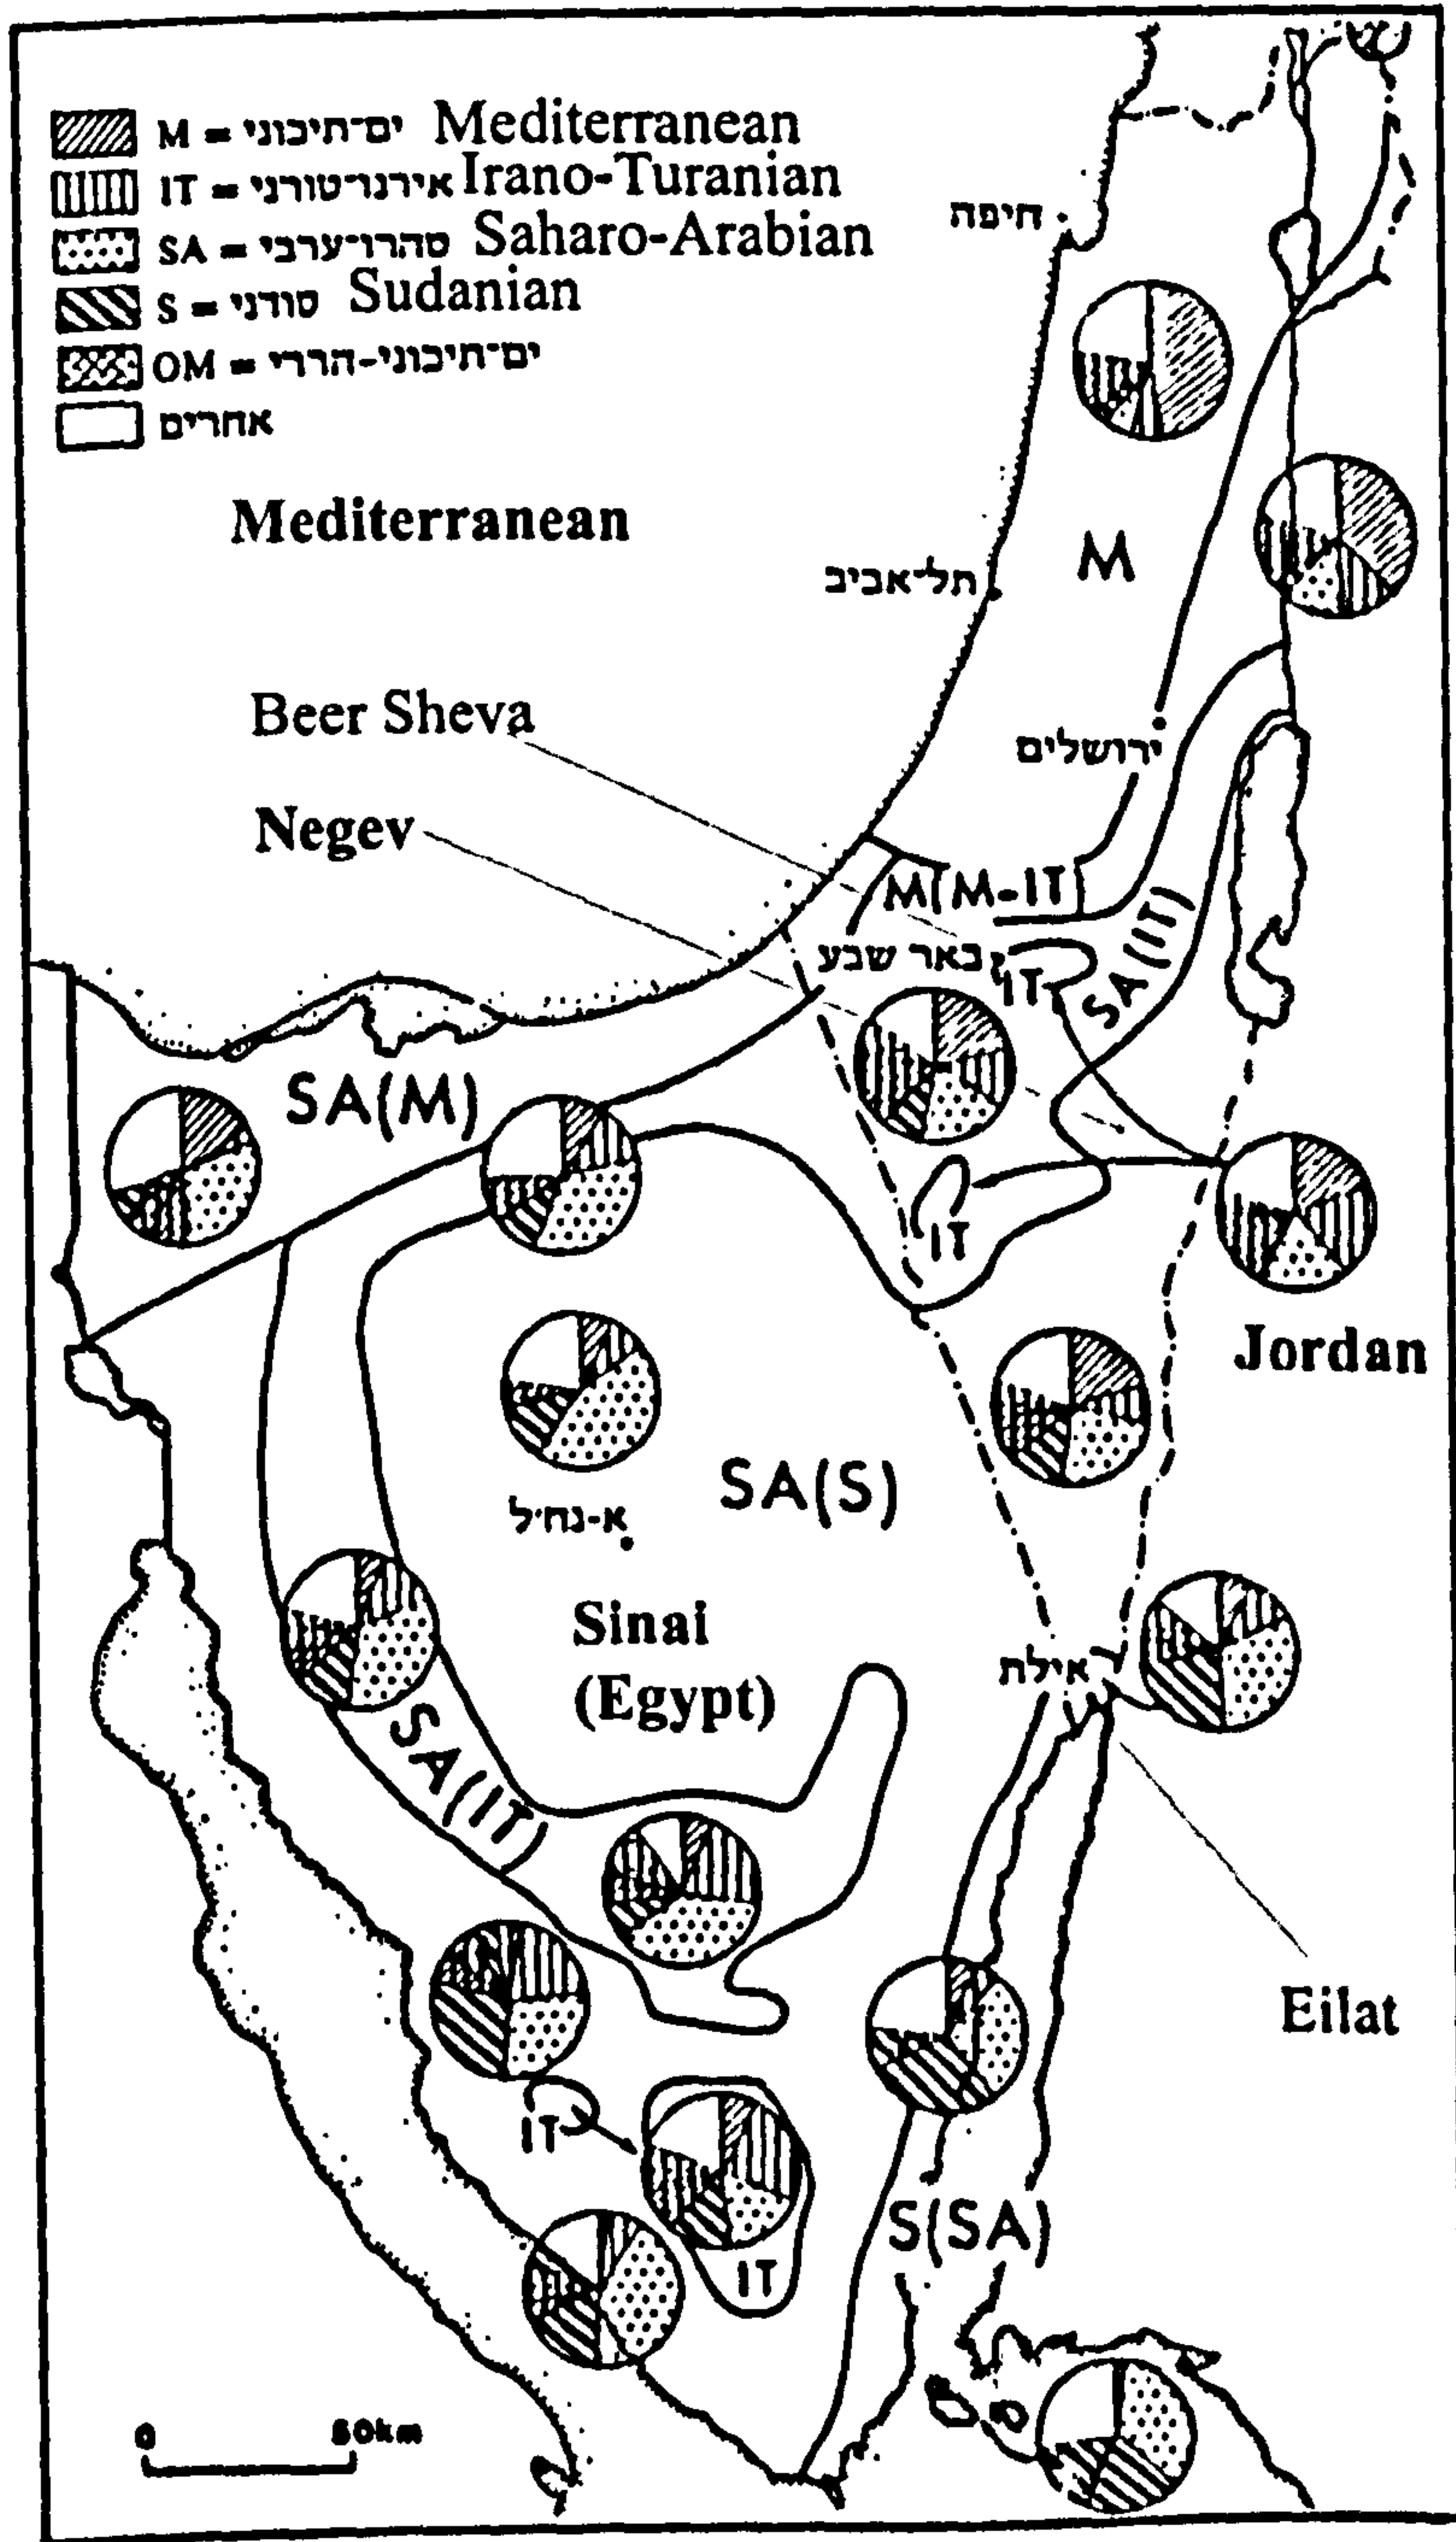 M = ים־תיכוני Mediterranean
IT = אירנו־טורני Irano-Turanian
SA = סהרו־ערבי Saharo-Arabian
S = סודני Sudanian
OM = ים־תיכוני-הררי
אחרים
חיפה
Mediterranean
M
תל־אביב
Beer Sheva
ירושלים
Negev
M(M-IT)
באר שבע
IT
SA(IT)
SA(M)
IT
Jordan
SA(S)
א-נח׳ל
Sinai
(Egypt)
אילת
SA(IT)
Eilat
IT
S(SA)
IT
0 50km